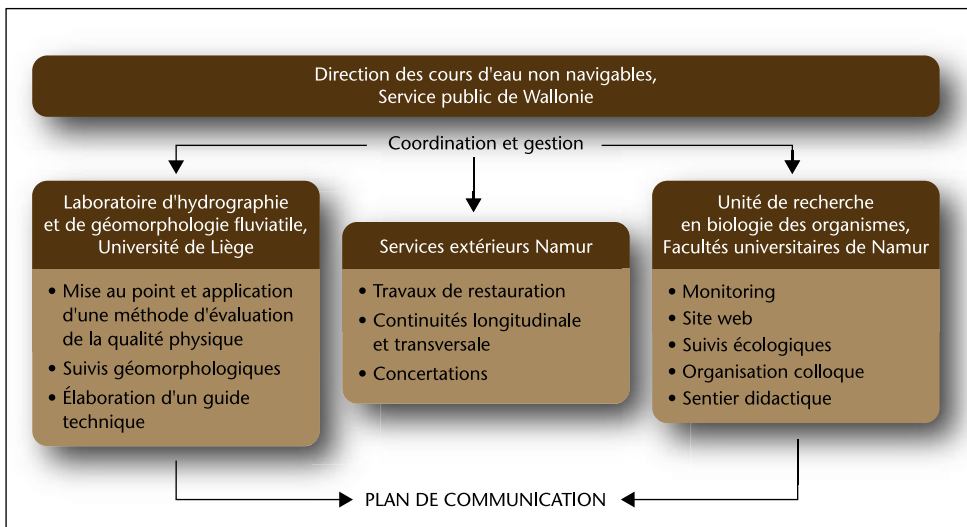 Direction des cours d'eau non navigables,
Service public de Wallonie
Coordination et gestion
Laboratoire d'hydrographie
et de géomorphologie fluviatile,
Université de Liège
• Mise au point et application
d'une méthode d'évaluation
de la qualité physique
• Suivis géomorphologiques
• Élaboration d'un guide
technique
Services extérieurs Namur
• Travaux de restauration
• Continuités longitudinale
et transversale
• Concertations
Unité de recherche
en biologie des organismes,
Facultés universitaires de Namur
• Monitoring
• Site web
• Suivis écologiques
• Organisation colloque
• Sentier didactique
PLAN DE COMMUNICATION